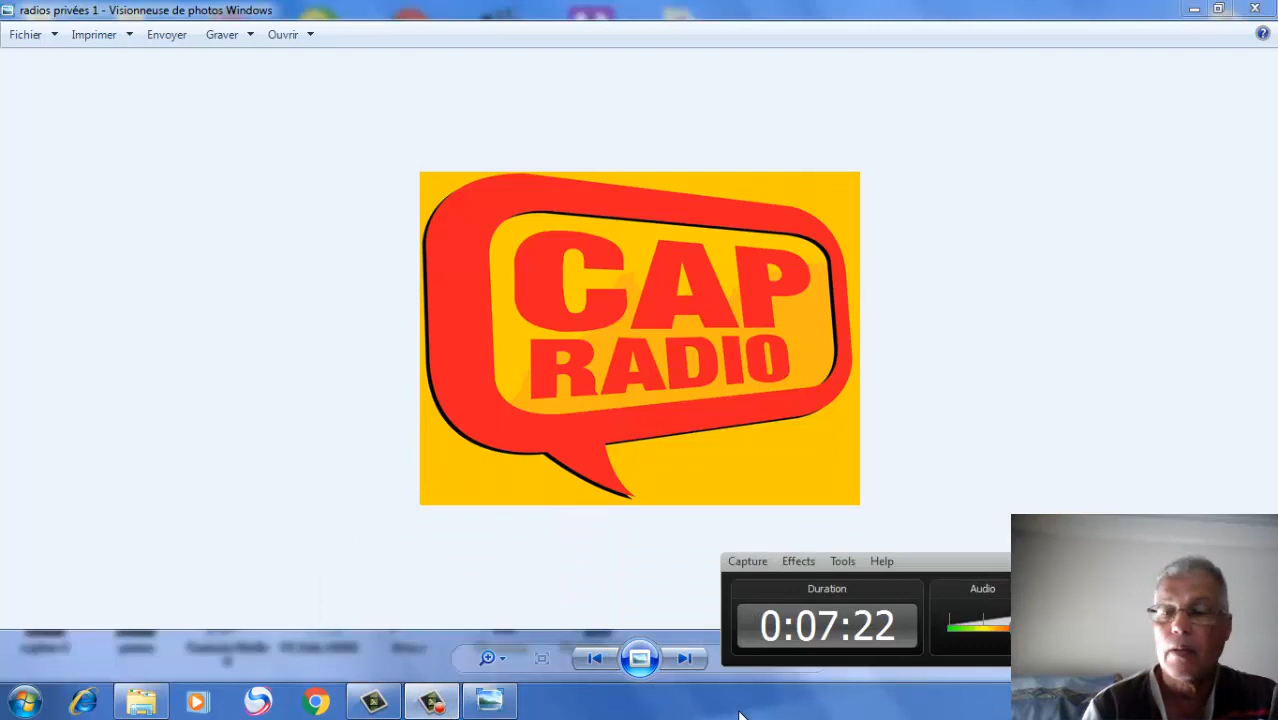 radios privées 1 - Visionneuse de photos Windows
Fichier Imprimer Envoyer Graver Ouvrir
CAP
RADIO
Capture Effects Tools Help
Duration Audio
0:07:22